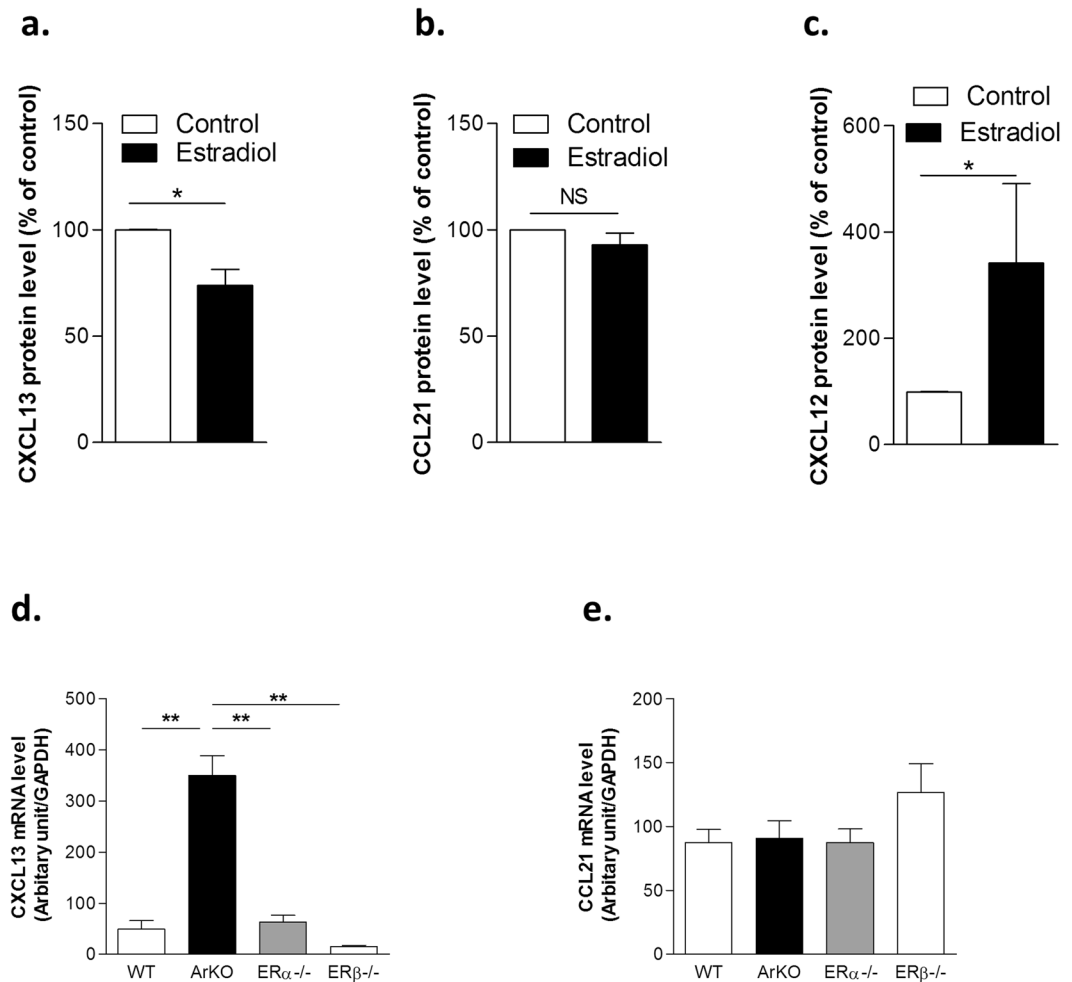 a.
CXCL13 protein level (% of control)
150
100
50
0
Control
Estradiol
*
b.
CCL21 protein level (% of control)
150
100
50
0
Control
Estradiol
NS
c.
CXCL12 protein level (% of control)
600
400
200
0
Control
Estradiol
*
d.
CXCL13 mRNA level
(Arbitary unit/GAPDH)
500
400
300
200
100
0
**
**
**
WT ArKO ERα-/- ERβ-/-
e.
CCL21 mRNA level
(Arbitary unit/GAPDH)
200
150
100
50
0
WT ArKO ERα-/- ERβ-/-